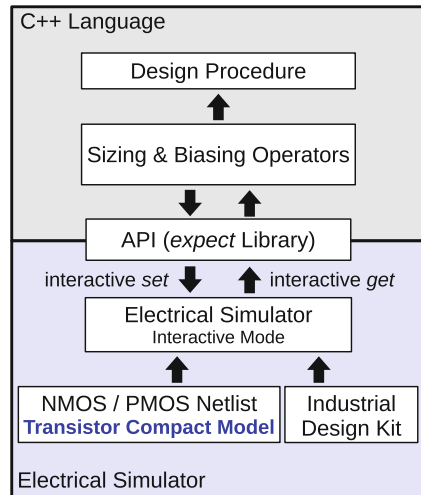 C++ Language
Design Procedure
Sizing & Biasing Operators
API (expect Library)
interactive set
interactive get
Electrical Simulator
Interactive Mode
NMOS / PMOS Netlist
Transistor Compact Model
Industrial
Design Kit
Electrical Simulator